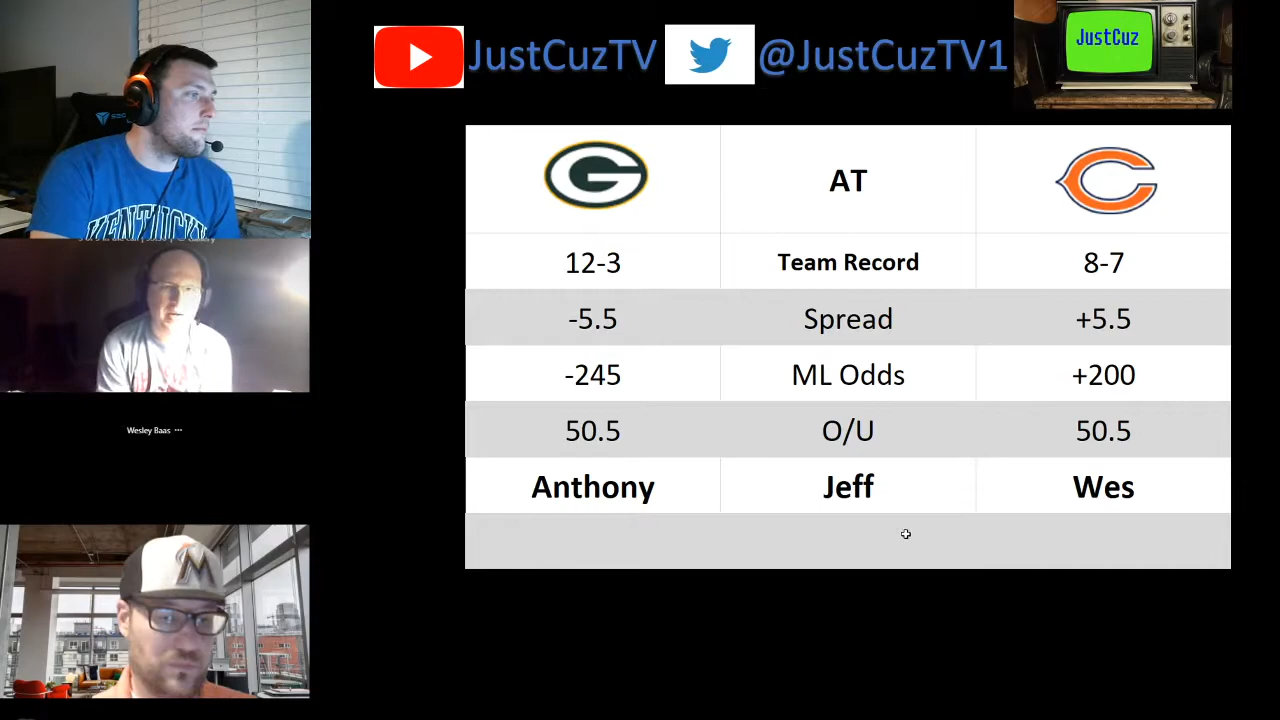 JustCuzTV @JustCuzTV1
JustCuz
G AT C
12-3 Team Record 8-7
-5.5 Spread +5.5
-245 ML Odds +200
50.5 O/U 50.5
Anthony Jeff Wes
KENTUCKY
Wesley Baas ···
M